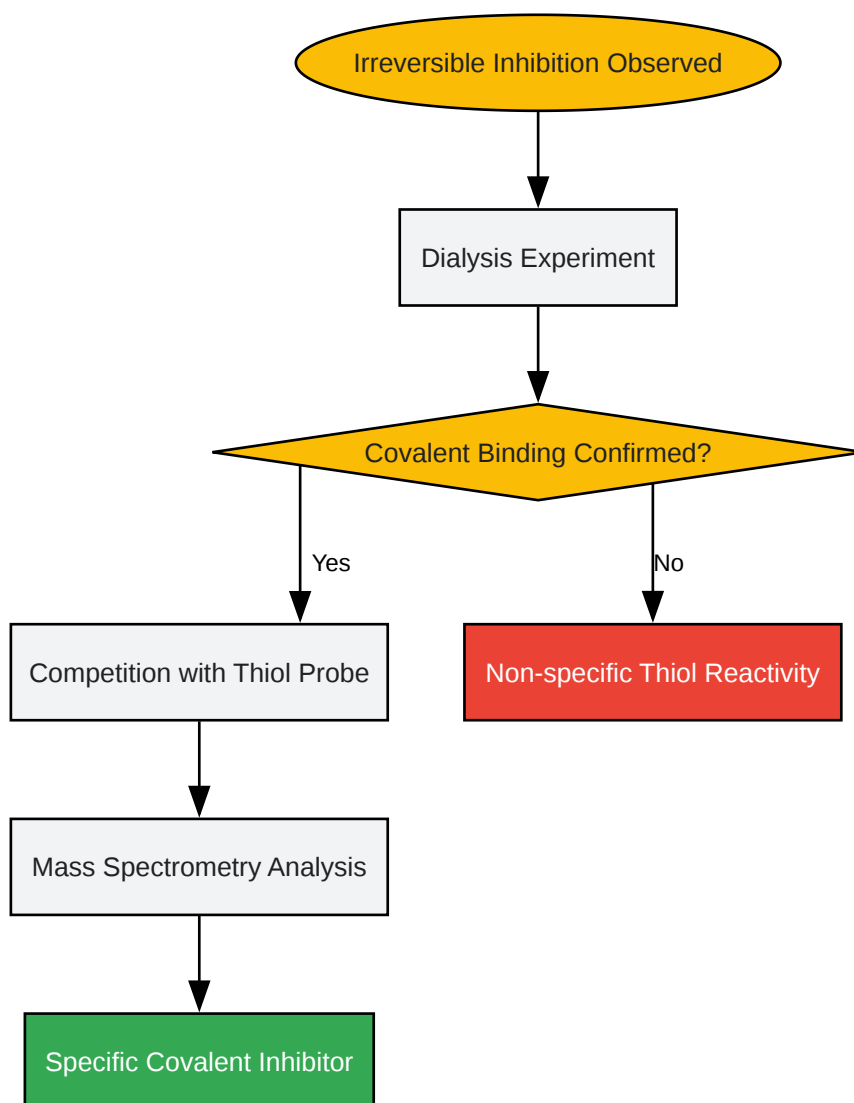 Irreversible Inhibition Observed
Dialysis Experiment
Covalent Binding Confirmed?
Yes
No
Competition with Thiol Probe
Non-specific Thiol Reactivity
Mass Spectrometry Analysis
Specific Covalent Inhibitor